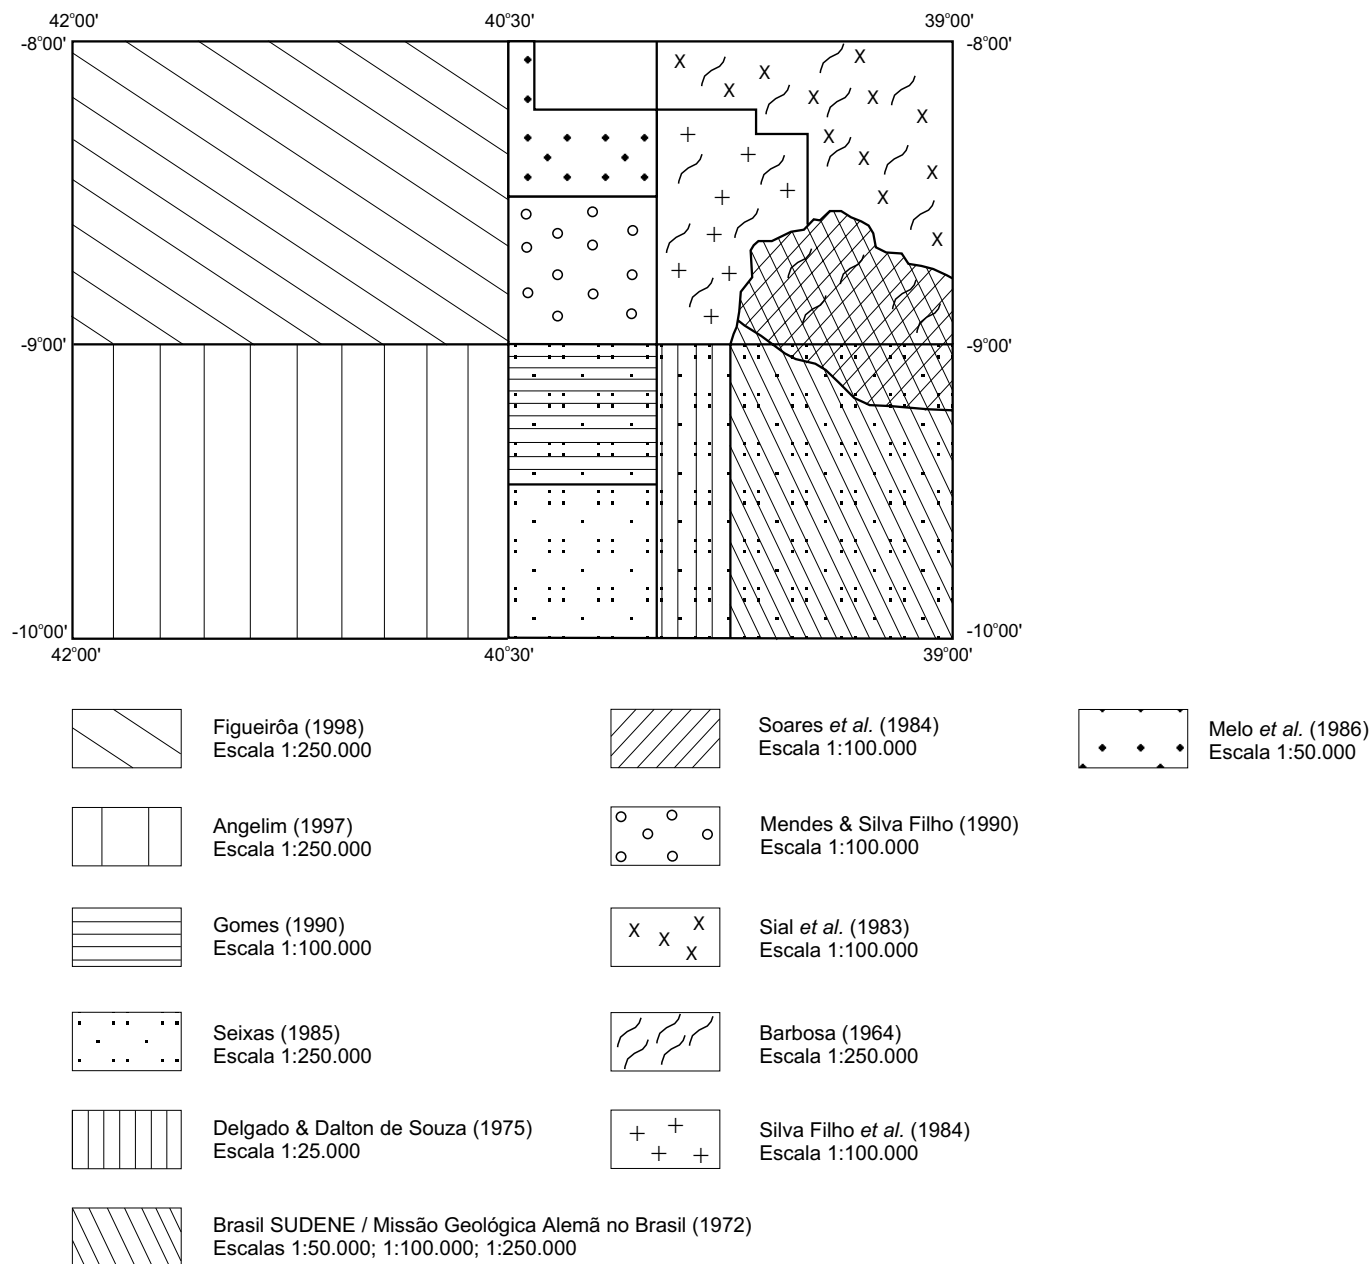 42°00'
40°30'
39°00'
-8°00'
-8°00'
-9°00'
-9°00'
-10°00'
-10°00'
42°00'
40°30'
39°00'
Figueirôa (1998)
Escala 1:250.000
Soares et al. (1984)
Escala 1:100.000
Melo et al. (1986)
Escala 1:50.000
Angelim (1997)
Escala 1:250.000
Mendes & Silva Filho (1990)
Escala 1:100.000
Gomes (1990)
Escala 1:100.000
Sial et al. (1983)
Escala 1:100.000
Seixas (1985)
Escala 1:250.000
Barbosa (1964)
Escala 1:250.000
Delgado & Dalton de Souza (1975)
Escala 1:25.000
Silva Filho et al. (1984)
Escala 1:100.000
Brasil SUDENE / Missão Geológica Alemã no Brasil (1972)
Escalas 1:50.000; 1:100.000; 1:250.000